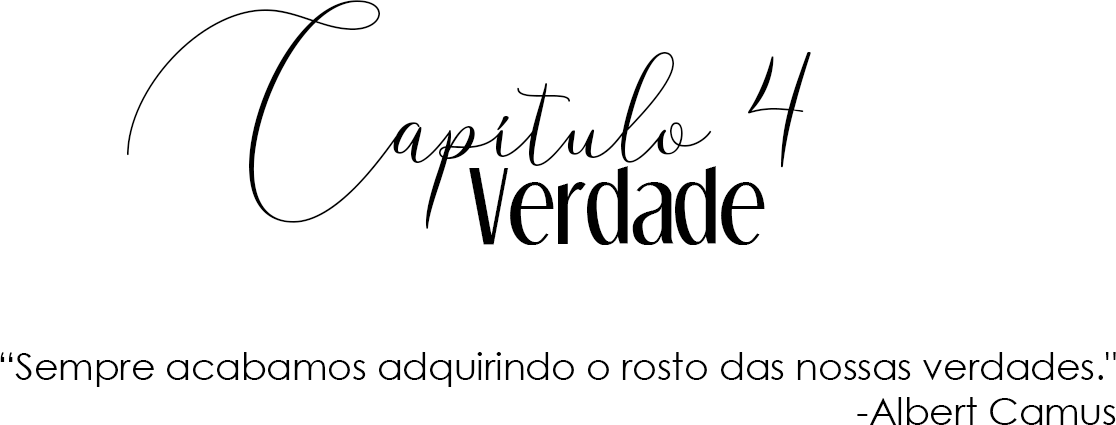 Capítulo 4
Verdade
“Sempre acabamos adquirindo o rosto das nossas verdades."
-Albert Camus